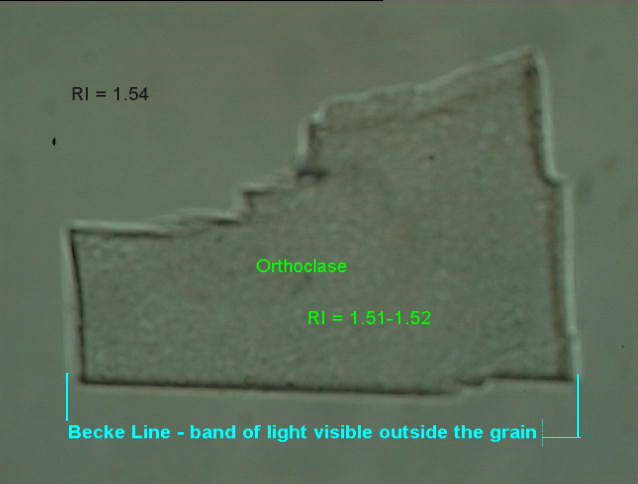 RI = 1.54
Orthoclase
RI = 1.51-1.52
Becke Line - band of light visible outside the grain